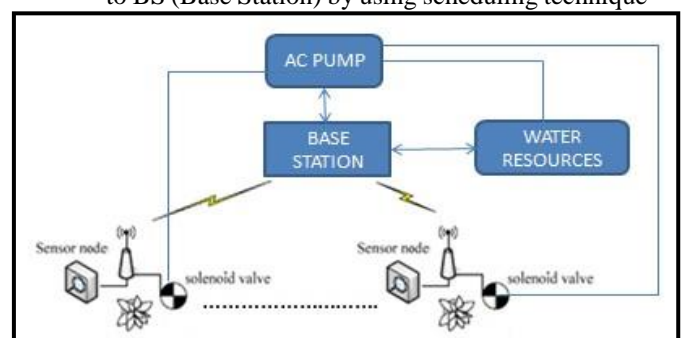 to BS (Base Station) by using scheduling technique
AC PUMP
BASE
STATION
WATER
RESOURCES
Sensor node
solenoid valve
Sensor node
solenoid valve